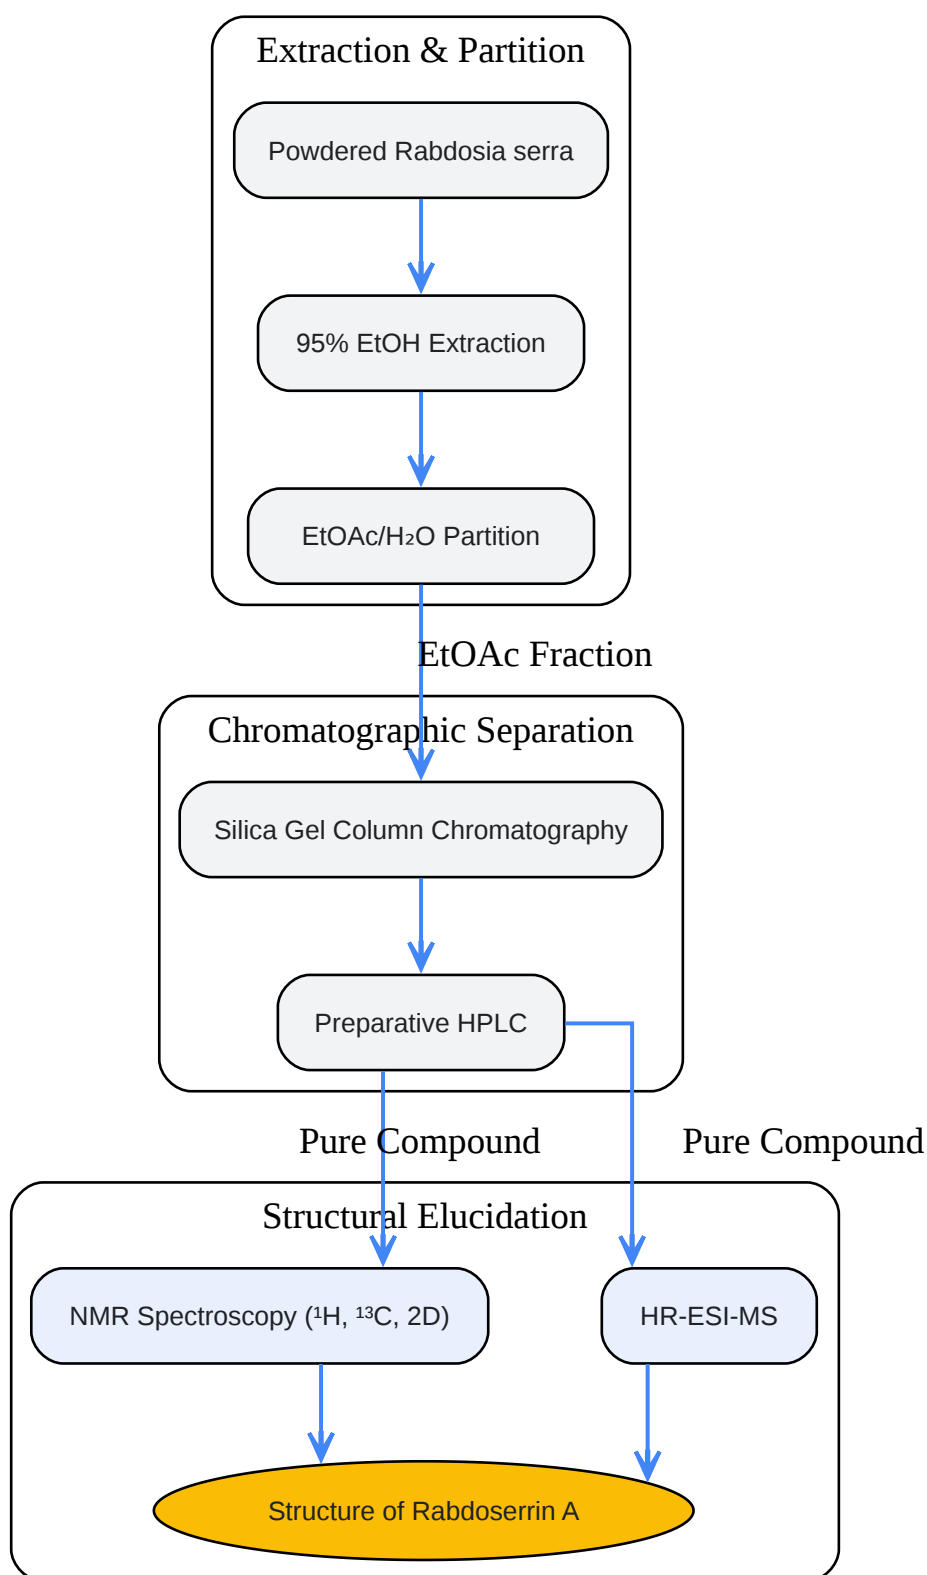 Extraction & Partition
Powdered Rabdosia serra
95% EtOH Extraction
EtOAc/H₂O Partition
EtOAc Fraction
Chromatographic Separation
Silica Gel Column Chromatography
Preparative HPLC
Pure Compound
Pure Compound
Structural Elucidation
NMR Spectroscopy (¹H, ¹³C, 2D)
HR-ESI-MS
Structure of Rabdoserrin A